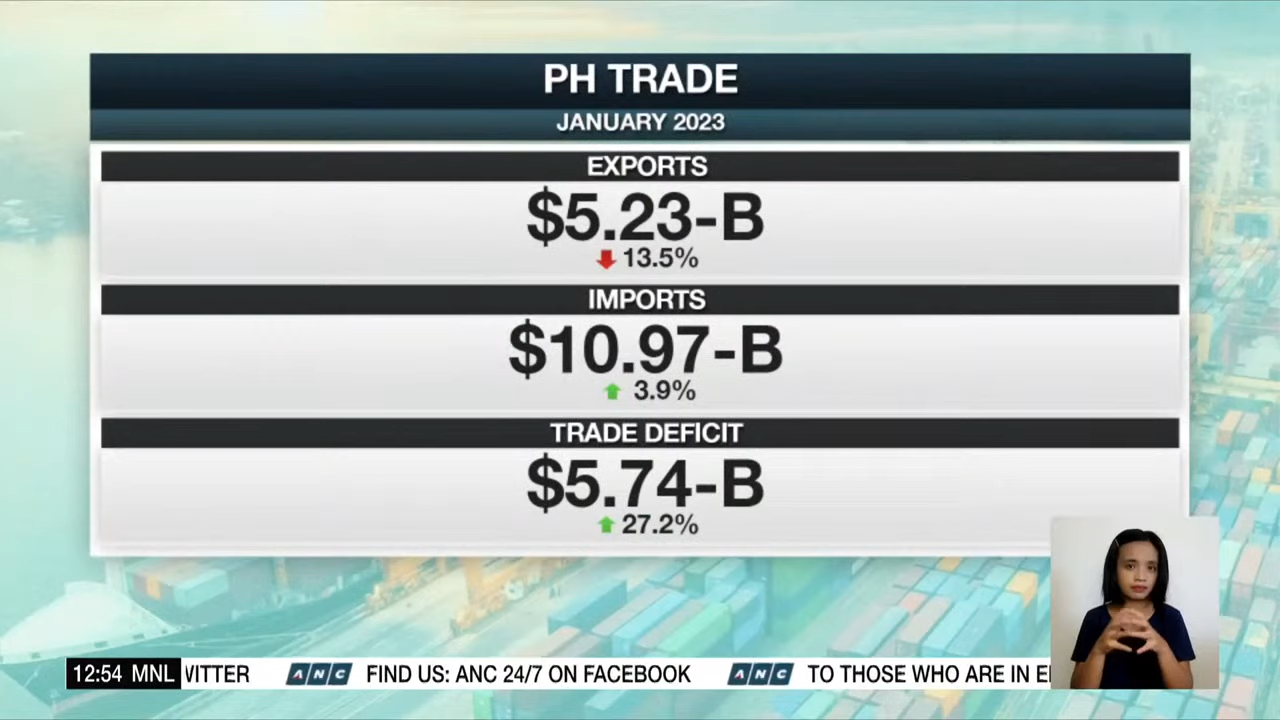 PH TRADE
JANUARY 2023
EXPORTS
$5.23-B
13.5%
IMPORTS
$10.97-B
3.9%
TRADE DEFICIT
$5.74-B
27.2%
12:54 MNL WITTER ANC FIND US: ANC 24/7 ON FACEBOOK ANC TO THOSE WHO ARE IN